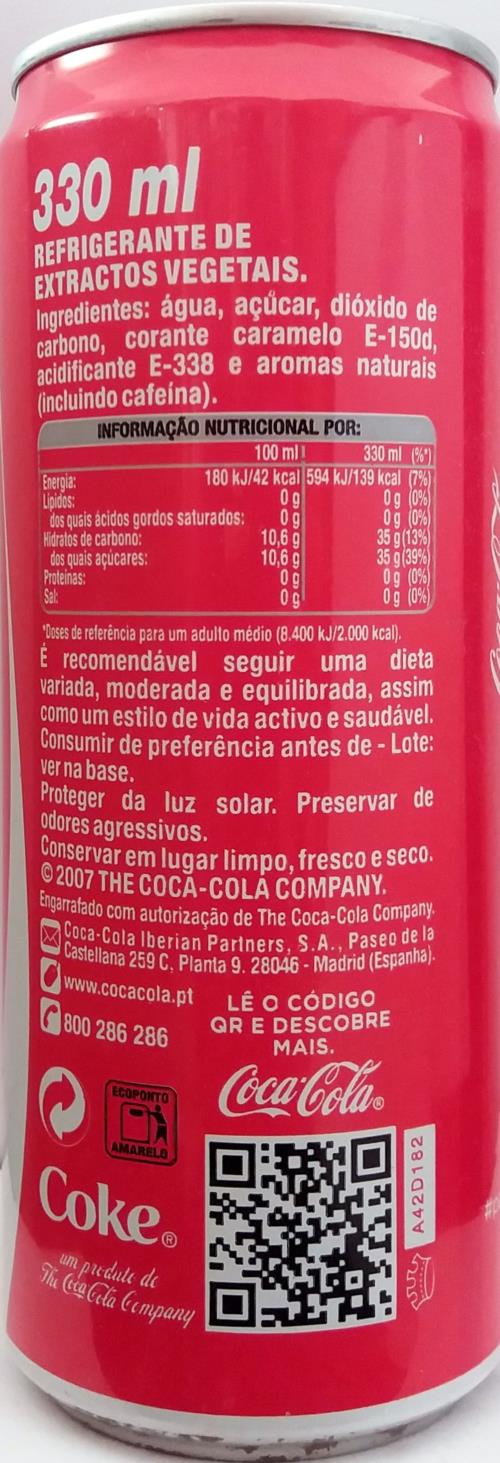 330 ml
REFRIGERANTE DE
EXTRACTOS VEGETAIS.
Ingredientes: água, açúcar, dióxido de
carbono, corante caramelo E-150d,
acidificante E-338 e aromas naturais
(incluindo cafeína).
INFORMAÇÃO NUTRICIONAL POR:
100 ml 330 ml (%*)
Energia: 180 kJ/42 kcal 594 kJ/139 kcal (7%)
Lípidos: 0 g 0 g (0%)
dos quais ácidos gordos saturados: 0 g 0 g (0%)
Hidratos de carbono: 10,6 g 35 g (13%)
dos quais açúcares: 10,6 g 35 g (39%)
Proteínas: 0 g 0 g (0%)
Sal: 0 g 0 g (0%)
*Doses de referência para um adulto médio (8.400 kJ/2.000 kcal).
É recomendável seguir uma dieta
variada, moderada e equilibrada, assim
como um estilo de vida activo e saudável.
Consumir de preferência antes de - Lote:
ver na base.
Proteger da luz solar. Preservar de
odores agressivos.
Conservar em lugar limpo, fresco e seco.
© 2007 THE COCA-COLA COMPANY.
Engarrafado com autorização de The Coca-Cola Company.
Coca-Cola Iberian Partners, S.A., Paseo de la
Castellana 259 C, Planta 9. 28046 - Madrid (Espanha).
www.cocacola.pt
800 286 286
LÊ O CÓDIGO
QR E DESCOBRE
MAIS.
Coca-Cola®
ECOPONTO
AMARELO
A42D182
Coke®
um produto de
The Coca-Cola Company